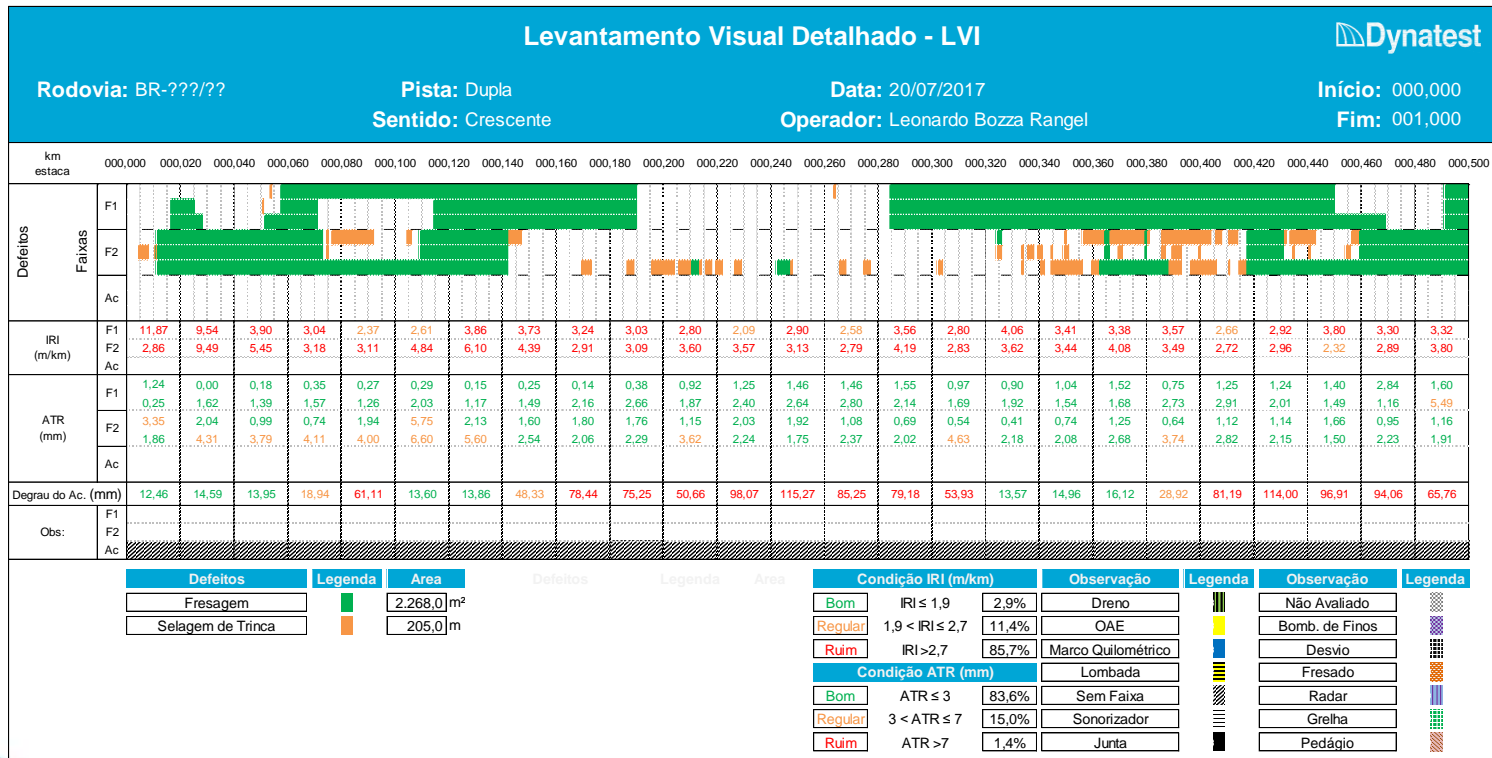 Levantamento Visual Detalhado - LVI
Dynatest
Rodovia: BR-???/?? Pista: Dupla Data: 20/07/2017 Início: 000,000
Sentido: Crescente Operador: Leonardo Bozza Rangel Fim: 001,000
km estaca 000,000 000,020 000,040 000,060 000,080 000,100 000,120 000,140 000,160 000,180 000,200 000,220 000,240 000,260 000,280 000,300 000,320 000,340 000,360 000,380 000,400 000,420 000,440 000,460 000,480 000,500
Defeitos Faixas F1
F2
Ac
IRI (m/km) F1 11,87 9,54 3,90 3,04 2,37 2,61 3,86 3,73 3,24 3,03 2,80 2,09 2,90 2,58 3,56 2,80 4,06 3,41 3,38 3,57 2,66 2,92 3,80 3,30 3,32
F2 2,86 9,49 5,45 3,18 3,11 4,84 6,10 4,39 2,91 3,09 3,60 3,57 3,13 2,79 4,19 2,83 3,62 3,44 4,08 3,49 2,72 2,96 2,32 2,89 3,80
Ac
ATR (mm) F1 1,24 0,00 0,18 0,35 0,27 0,29 0,15 0,25 0,14 0,38 0,92 1,25 1,46 1,46 1,55 0,97 0,90 1,04 1,52 0,75 1,25 1,24 1,40 2,84 1,60
0,25 1,62 1,39 1,57 1,26 2,03 1,17 1,49 2,16 2,66 1,87 2,40 2,64 2,80 2,14 1,69 1,92 1,54 1,68 2,73 2,91 2,01 1,49 1,16 5,49
F2 3,35 2,04 0,99 0,74 1,94 5,75 2,13 1,60 1,80 1,76 1,15 2,03 1,92 1,08 0,69 0,54 0,41 0,74 1,25 0,64 1,12 1,14 1,66 0,95 1,16
1,86 4,31 3,79 4,11 4,00 6,60 5,60 2,54 2,06 2,29 3,62 2,24 1,75 2,37 2,02 4,63 2,18 2,08 2,68 3,74 2,82 2,15 1,50 2,23 1,91
Ac
Degrau do Ac. (mm) 12,46 14,59 13,95 18,94 61,11 13,60 13,86 48,33 78,44 75,25 50,66 98,07 115,27 85,25 79,18 53,93 13,57 14,96 16,12 28,92 81,19 114,00 96,91 94,06 65,76
Obs: F1
F2
Ac
Defeitos Legenda Area Defeitos Legenda Area Condição IRI (m/km) Observação Legenda Observação Legenda
Fresagem 2.268,0 m² Bom IRI ≤ 1,9 2,9% Dreno Não Avaliado
Selagem de Trinca 205,0 m Regular 1,9 < IRI ≤ 2,7 11,4% OAE Bomb. de Finos
Ruim IRI >2,7 85,7% Marco Quilométrico Desvio
Condição ATR (mm) Lombada Fresado
Bom ATR ≤ 3 83,6% Sem Faixa Radar
Regular 3 < ATR ≤ 7 15,0% Sonorizador Grelha
Ruim ATR >7 1,4% Junta Pedágio